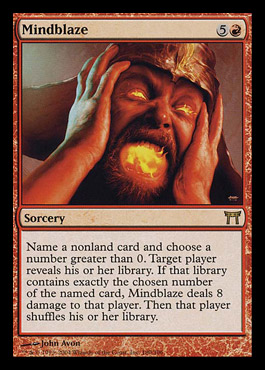 Mindblaze 5
Sorcery
Name a nonland card and choose a
number greater than 0. Target player
reveals his or her library. If that library
contains exactly the chosen number
of the named card, Mindblaze deals 8
damage to that player. Then that player
shuffles his or her library.
John Avon